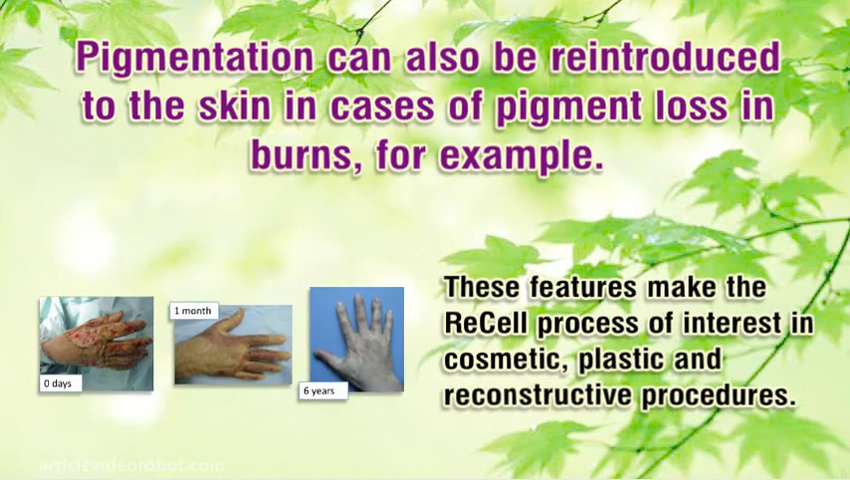 Pigmentation can also be reintroduced
to the skin in cases of pigment loss in
burns, for example.
0 days
1 month
6 years
These features make the
ReCell process of interest in
cosmetic, plastic and
reconstructive procedures.
articlevideorobot.com